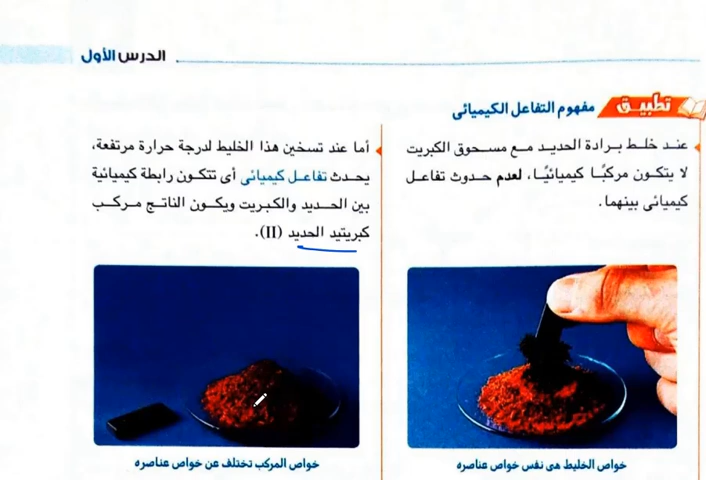 الدرس الأول
تطبيق مفهوم التفاعل الكيميائى
عند خلط برادة الحديد مع مسحوق الكبريت
لا يتكون مركبًا كيميائيًا، لعدم حدوث تفاعل
كيميائى بينهما.
خواص الخليط هى نفس خواص عناصره
أما عند تسخين هذا الخليط لدرجة حرارة مرتفعة،
يحدث تفاعل كيميائى أى تتكون رابطة كيميائية
بين الحديد والكبريت ويكون الناتج مركب
كبريتيد الحديد (II).
خواص المركب تختلف عن خواص عناصره